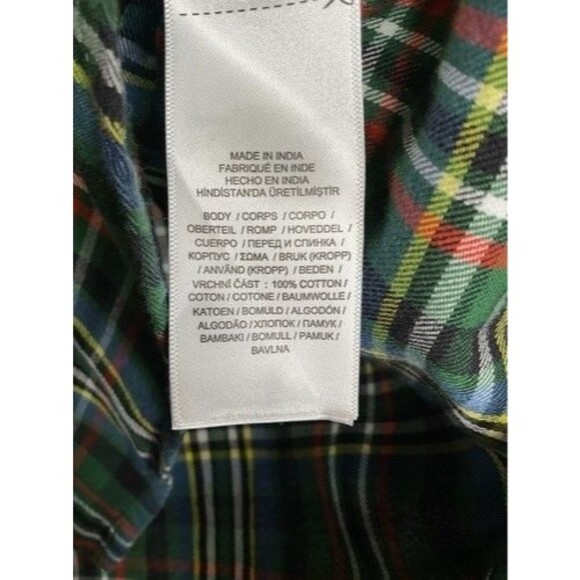 MADE IN INDIA
FABRIQUÉ EN INDE
HECHO EN INDIA
HİNDİSTAN'DA ÜRETİLMİŞTİR
BODY / CORPS / CORPO /
OBERTEIL / ROMP / HOVEDDEL /
CUERPO / ПЕРЕД И СПИНКА /
КОРПУС / ΣΩΜΑ / BRUK (KROPP)
/ ANVÄND (KROPP) / BEDEN /
VRCHNÍ ČÁST : 100% COTTON /
COTON / COTONE / BAUMWOLLE /
KATOEN / BOMULD / ALGODÓN /
ALGODÃO / ХЛОПОК / ПАМУК /
BAMBAKI / BOMULL / PAMUK /
BAVLNA